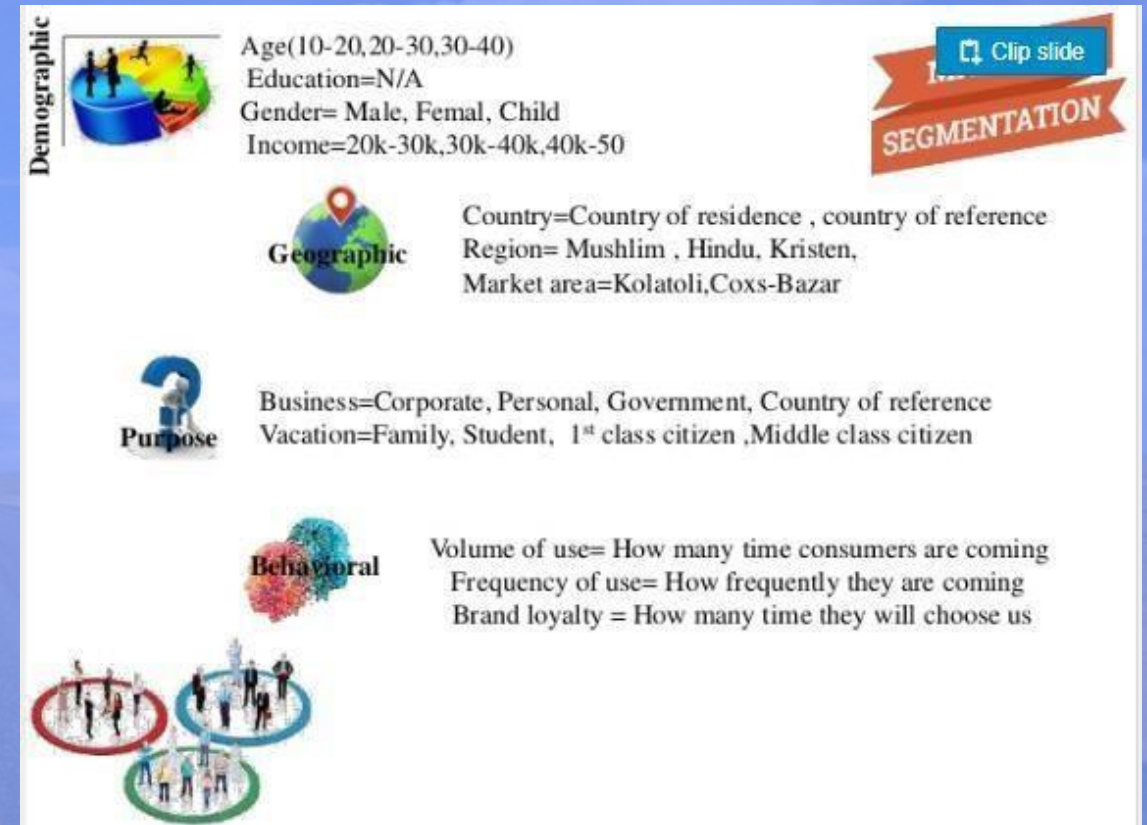 Demographic
Age(10-20,20-30,30-40)
Education=N/A
Gender= Male, Femal, Child
Income=20k-30k,30k-40k,40k-50
Clip slide
SEGMENTATION
Geographic
Country=Country of residence , country of reference
Region= Mushlim , Hindu, Kristen,
Market area=Kolatoli,Coxs-Bazar
Purpose
Business=Corporate, Personal, Government, Country of reference
Vacation=Family, Student, 1st class citizen ,Middle class citizen
Behavioral
Volume of use= How many time consumers are coming
Frequency of use= How frequently they are coming
Brand loyalty = How many time they will choose us